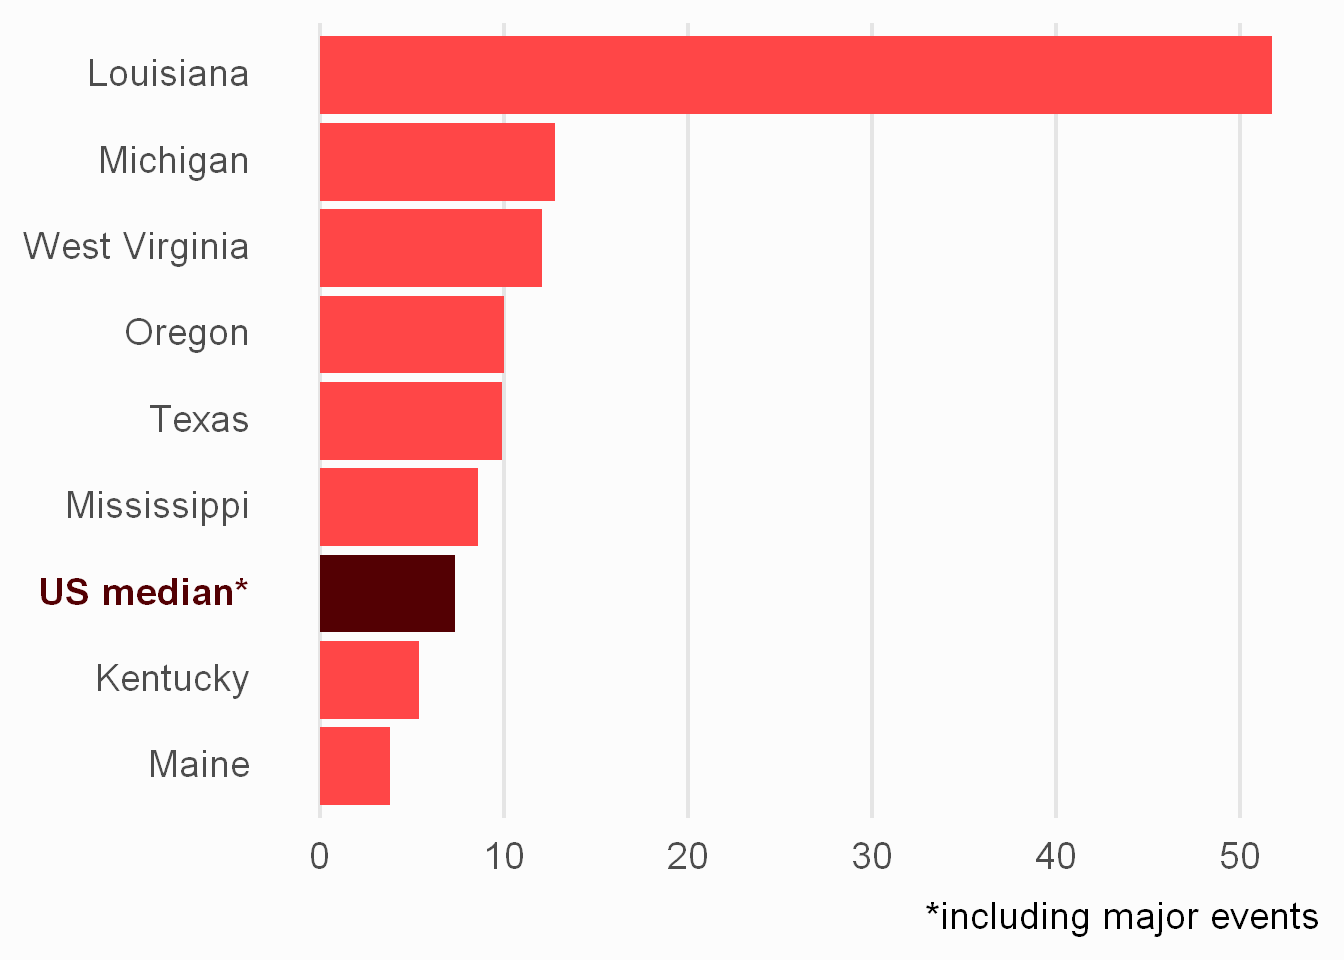 Louisiana
Michigan
West Virginia
Oregon
Texas
Mississippi
US median*
Kentucky
Maine
0 10 20 30 40 50
*including major events